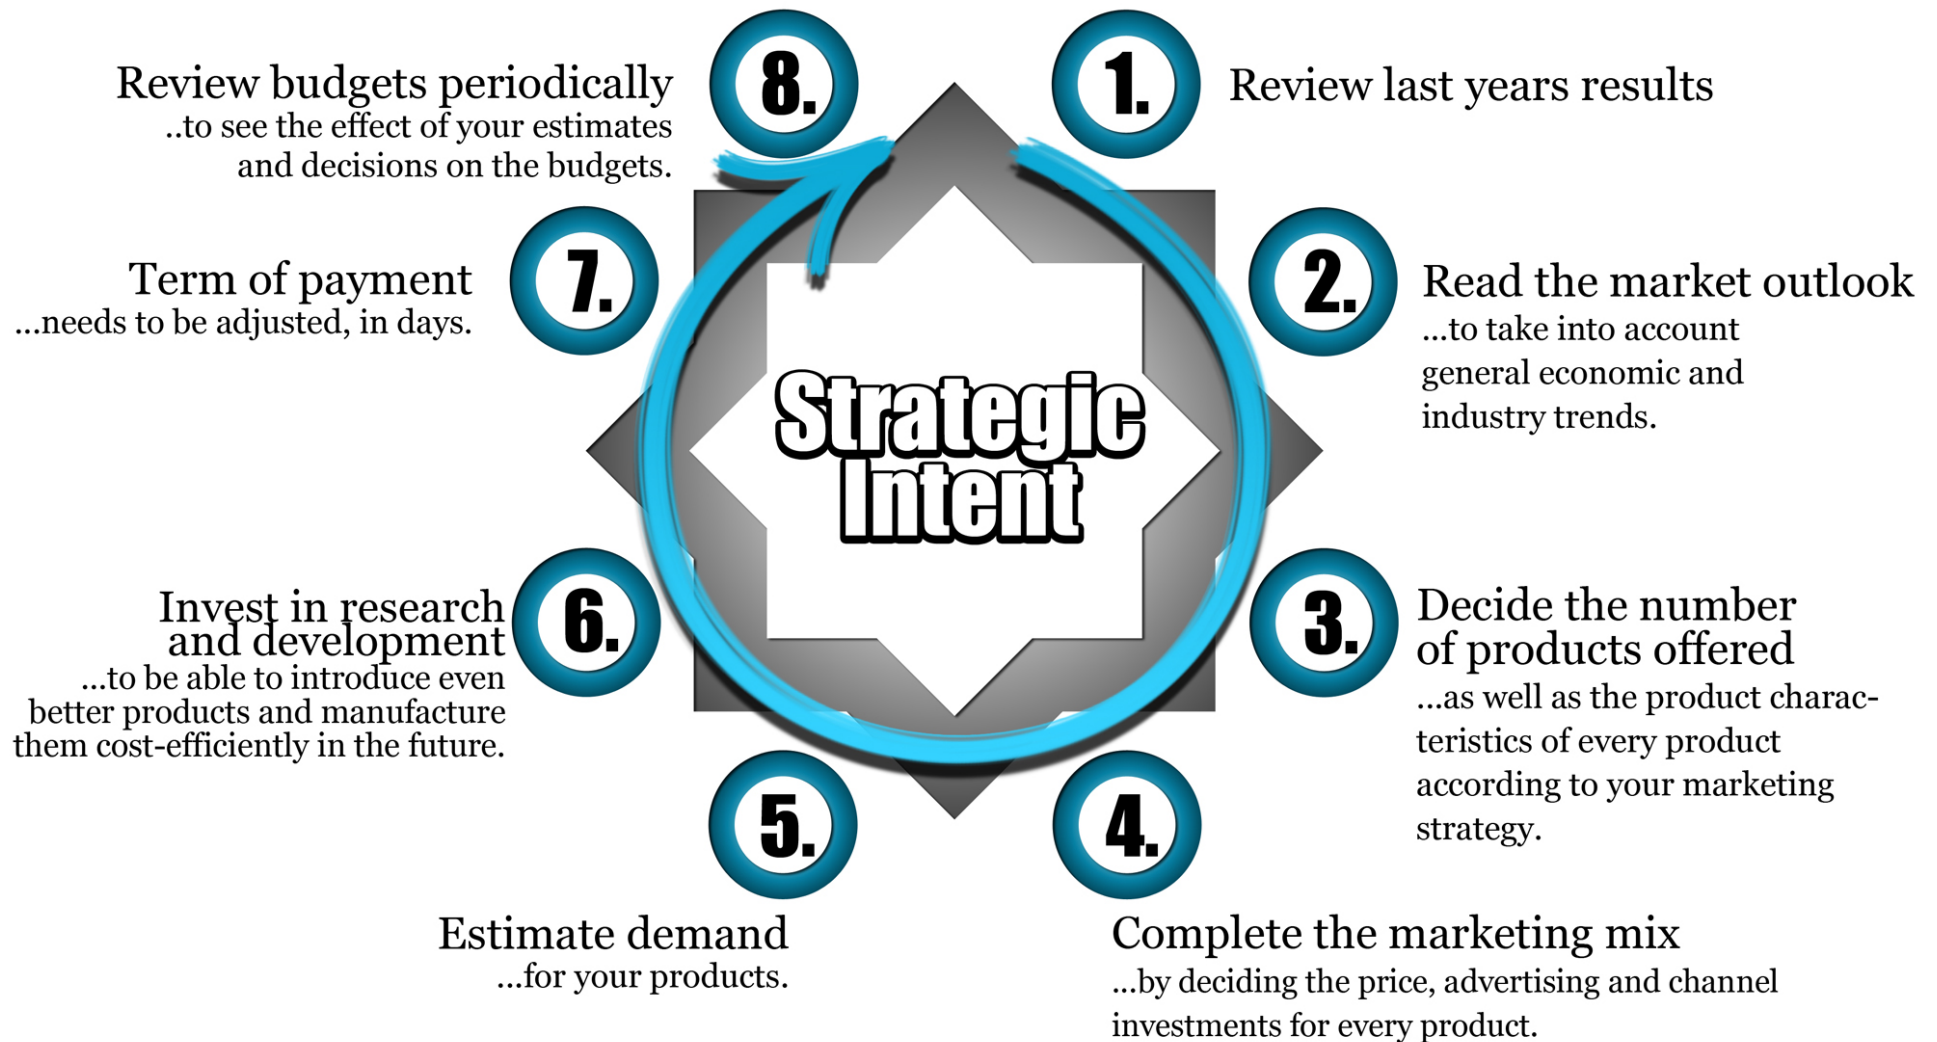 1.
Review last years results
2.
Read the market outlook
...to take into account
general economic and
industry trends.
3.
Decide the number
of products offered
...as well as the product charac-
teristics of every product
according to your marketing
strategy.
4.
Complete the marketing mix
...by deciding the price, advertising and channel
investments for every product.
5.
Estimate demand
...for your products.
6.
Invest in research
and development
...to be able to introduce even
better products and manufacture
them cost-efficiently in the future.
7.
Term of payment
...needs to be adjusted, in days.
8.
Review budgets periodically
..to see the effect of your estimates
and decisions on the budgets.
Strategic
Intent